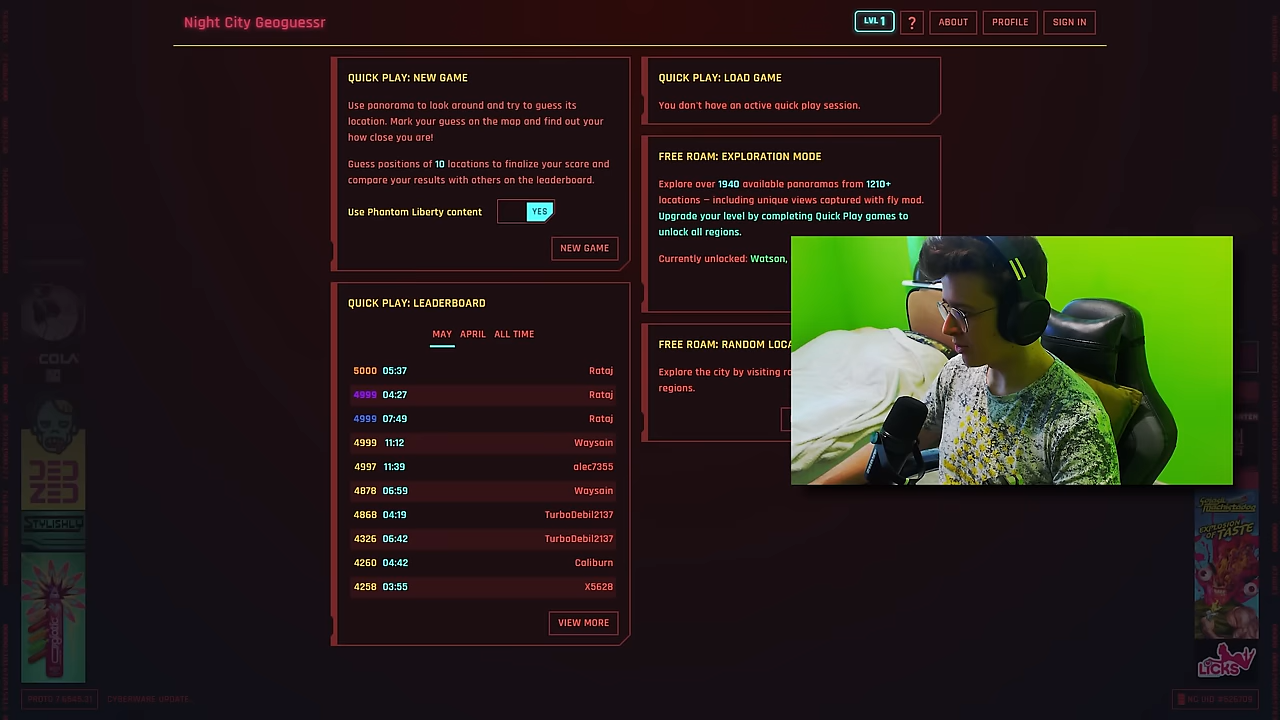 Night City Geoguessr
LVL 1
?
ABOUT
PROFILE
SIGN IN
QUICK PLAY: NEW GAME
Use panorama to look around and try to guess its
location. Mark your guess on the map and find out your
how close you are!
Guess positions of 10 locations to finalize your score and
compare your results with others on the leaderboard.
Use Phantom Liberty content YES
NEW GAME
QUICK PLAY: LEADERBOARD
MAY APRIL ALL TIME
5000 05:37 Rataj
4999 04:27 Rataj
4999 07:49 Rataj
4999 11:12 Waysain
4997 11:39 alec7355
4878 06:59 Waysain
4868 04:19 TurboDebil2137
4326 06:42 TurboDebil2137
4260 04:42 Caliburn
4258 03:55 X5628
VIEW MORE
QUICK PLAY: LOAD GAME
You don't have an active quick play session.
FREE ROAM: EXPLORATION MODE
Explore over 1940 available panoramas from 1210+
locations – including unique views captured with fly mod.
Upgrade your level by completing Quick Play games to
unlock all regions.
Currently unlocked: Watson,
FREE ROAM: RANDOM LOCA
Explore the city by visiting ra
regions.
COLA
DED
ZED
STYLISHLY
EXPLOSION
OF TASTE
LICKS
CYBERWARE UPDATE